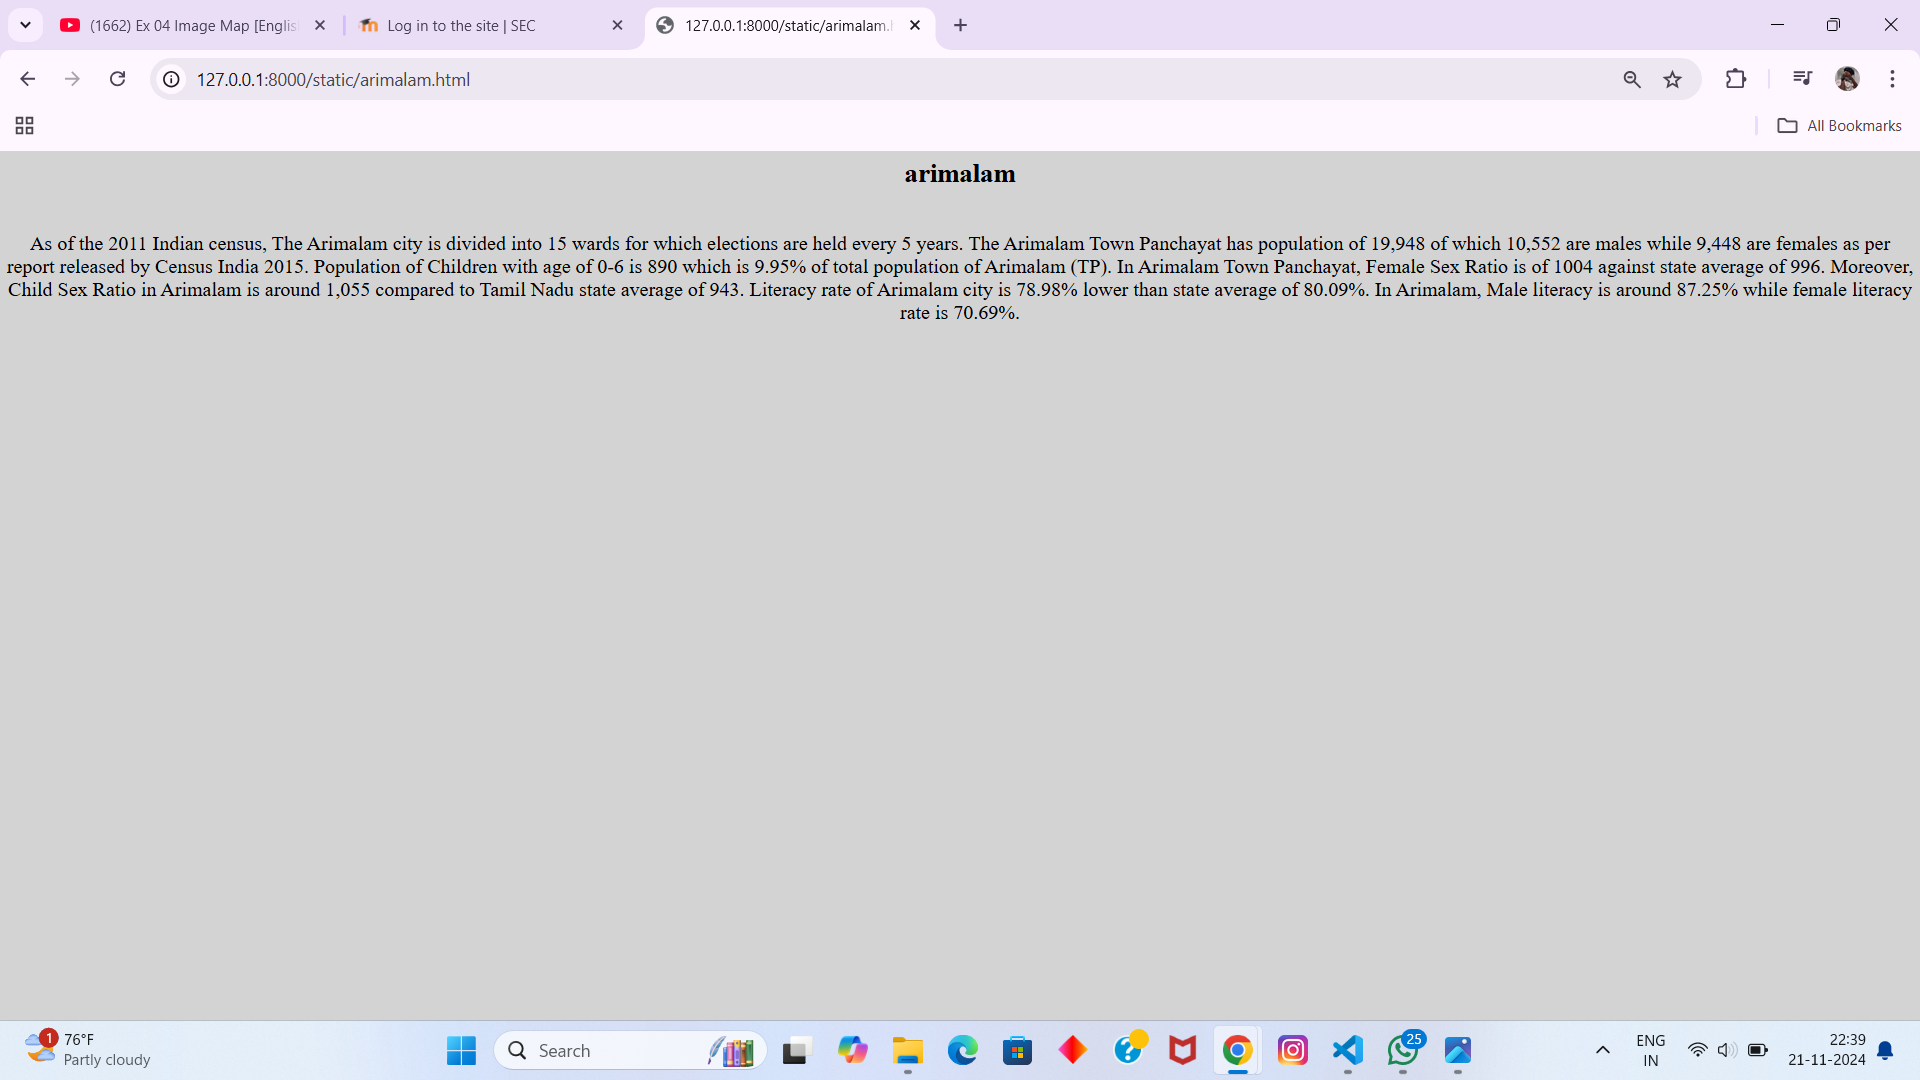 (1662) Ex 04 Image Map [Englis
Log in to the site | SEC
127.0.0.1:8000/static/arimalam.
127.0.0.1:8000/static/arimalam.html
All Bookmarks
arimalam
As of the 2011 Indian census, The Arimalam city is divided into 15 wards for which elections are held every 5 years. The Arimalam Town Panchayat has population of 19,948 of which 10,552 are males while 9,448 are females as per
report released by Census India 2015. Population of Children with age of 0-6 is 890 which is 9.95% of total population of Arimalam (TP). In Arimalam Town Panchayat, Female Sex Ratio is of 1004 against state average of 996. Moreover,
Child Sex Ratio in Arimalam is around 1,055 compared to Tamil Nadu state average of 943. Literacy rate of Arimalam city is 78.98% lower than state average of 80.09%. In Arimalam, Male literacy is around 87.25% while female literacy
rate is 70.69%.
1
76°F
Partly cloudy
Search
25
ENG
IN
22:39
21-11-2024